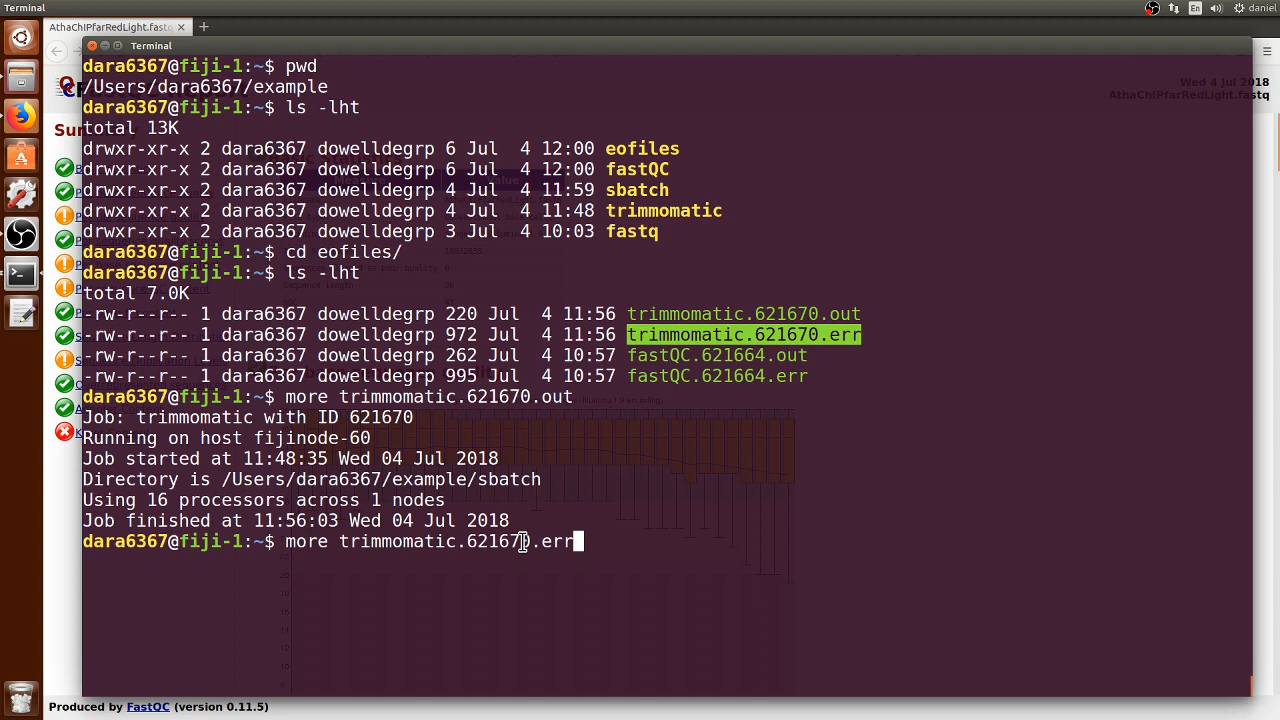 Terminal
En
daniel
AthaChIPfarRedLight.fastq
Terminal
Wed 4 Jul 2018
AthaChIPfarRedLight.fastq
dara6367@fiji-1:~$ pwd
/Users/dara6367/example
dara6367@fiji-1:~$ ls -lht
total 13K
drwxr-xr-x 2 dara6367 dowelldegrp 6 Jul  4 12:00 eofiles
drwxr-xr-x 2 dara6367 dowelldegrp 6 Jul  4 12:00 fastQC
drwxr-xr-x 2 dara6367 dowelldegrp 4 Jul  4 11:59 sbatch
drwxr-xr-x 2 dara6367 dowelldegrp 4 Jul  4 11:48 trimmomatic
drwxr-xr-x 2 dara6367 dowelldegrp 3 Jul  4 10:03 fastq
dara6367@fiji-1:~$ cd eofiles/
dara6367@fiji-1:~$ ls -lht
total 7.0K
-rw-r--r-- 1 dara6367 dowelldegrp 220 Jul  4 11:56 trimmomatic.621670.out
-rw-r--r-- 1 dara6367 dowelldegrp 972 Jul  4 11:56 trimmomatic.621670.err
-rw-r--r-- 1 dara6367 dowelldegrp 262 Jul  4 10:57 fastQC.621664.out
-rw-r--r-- 1 dara6367 dowelldegrp 995 Jul  4 10:57 fastQC.621664.err
dara6367@fiji-1:~$ more trimmomatic.621670.out
Job: trimmomatic with ID 621670
Running on host fijinode-60
Job started at 11:48:35 Wed 04 Jul 2018
Directory is /Users/dara6367/example/sbatch
Using 16 processors across 1 nodes
Job finished at 11:56:03 Wed 04 Jul 2018
dara6367@fiji-1:~$ more trimmomatic.621670.err
Produced by FastQC (version 0.11.5)